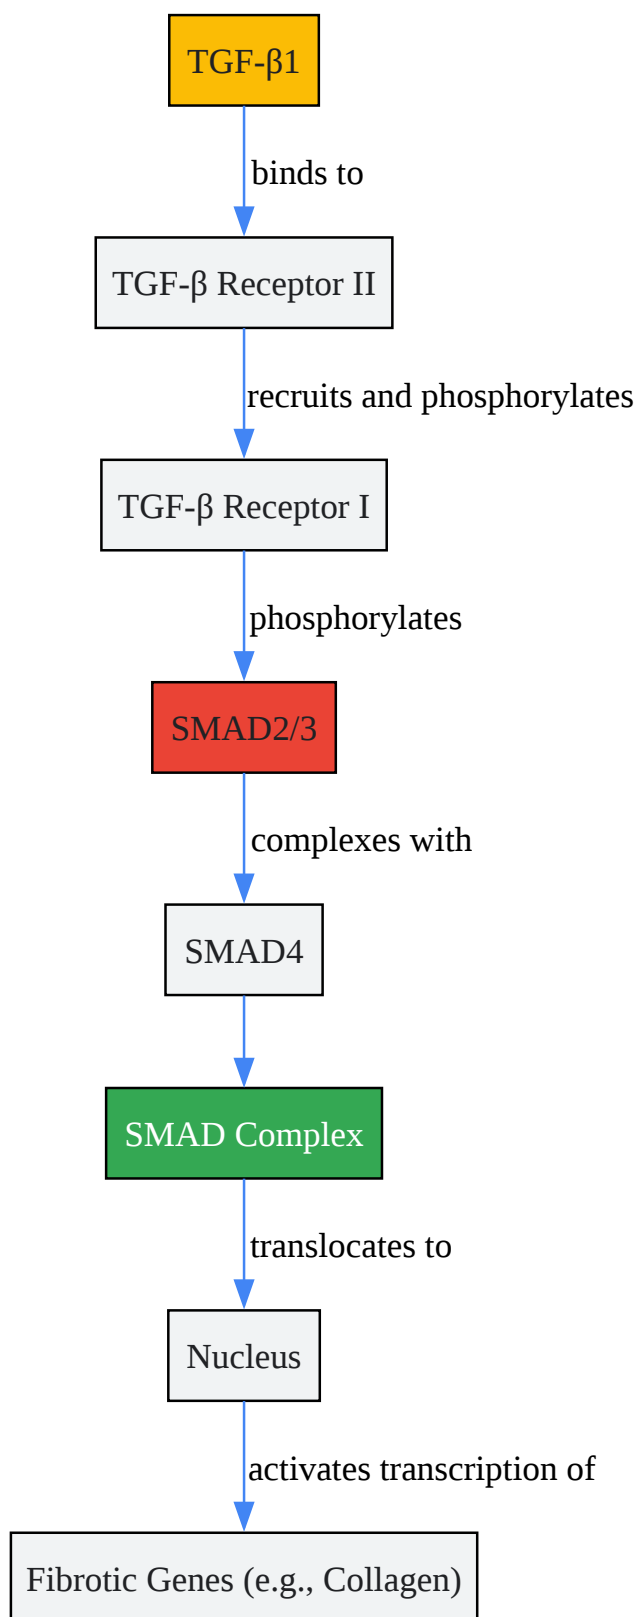 TGF-β1
binds to
TGF-β Receptor II
recruits and phosphorylates
TGF-β Receptor I
phosphorylates
SMAD2/3
complexes with
SMAD4
SMAD Complex
translocates to
Nucleus
activates transcription of
Fibrotic Genes (e.g., Collagen)